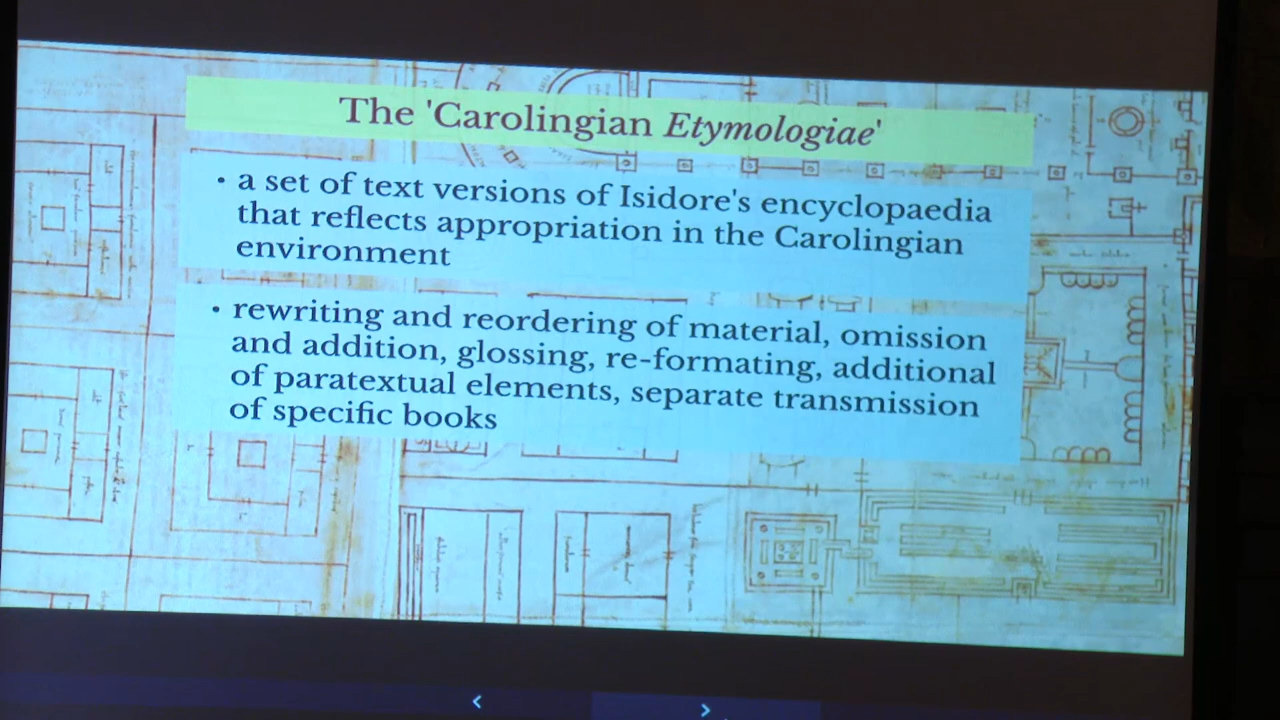 The 'Carolingian Etymologiae'
• a set of text versions of Isidore's encyclopaedia
that reflects appropriation in the Carolingian
environment
• rewriting and reordering of material, omission
and addition, glossing, re-formating, additional
of paratextual elements, separate transmission
of specific books